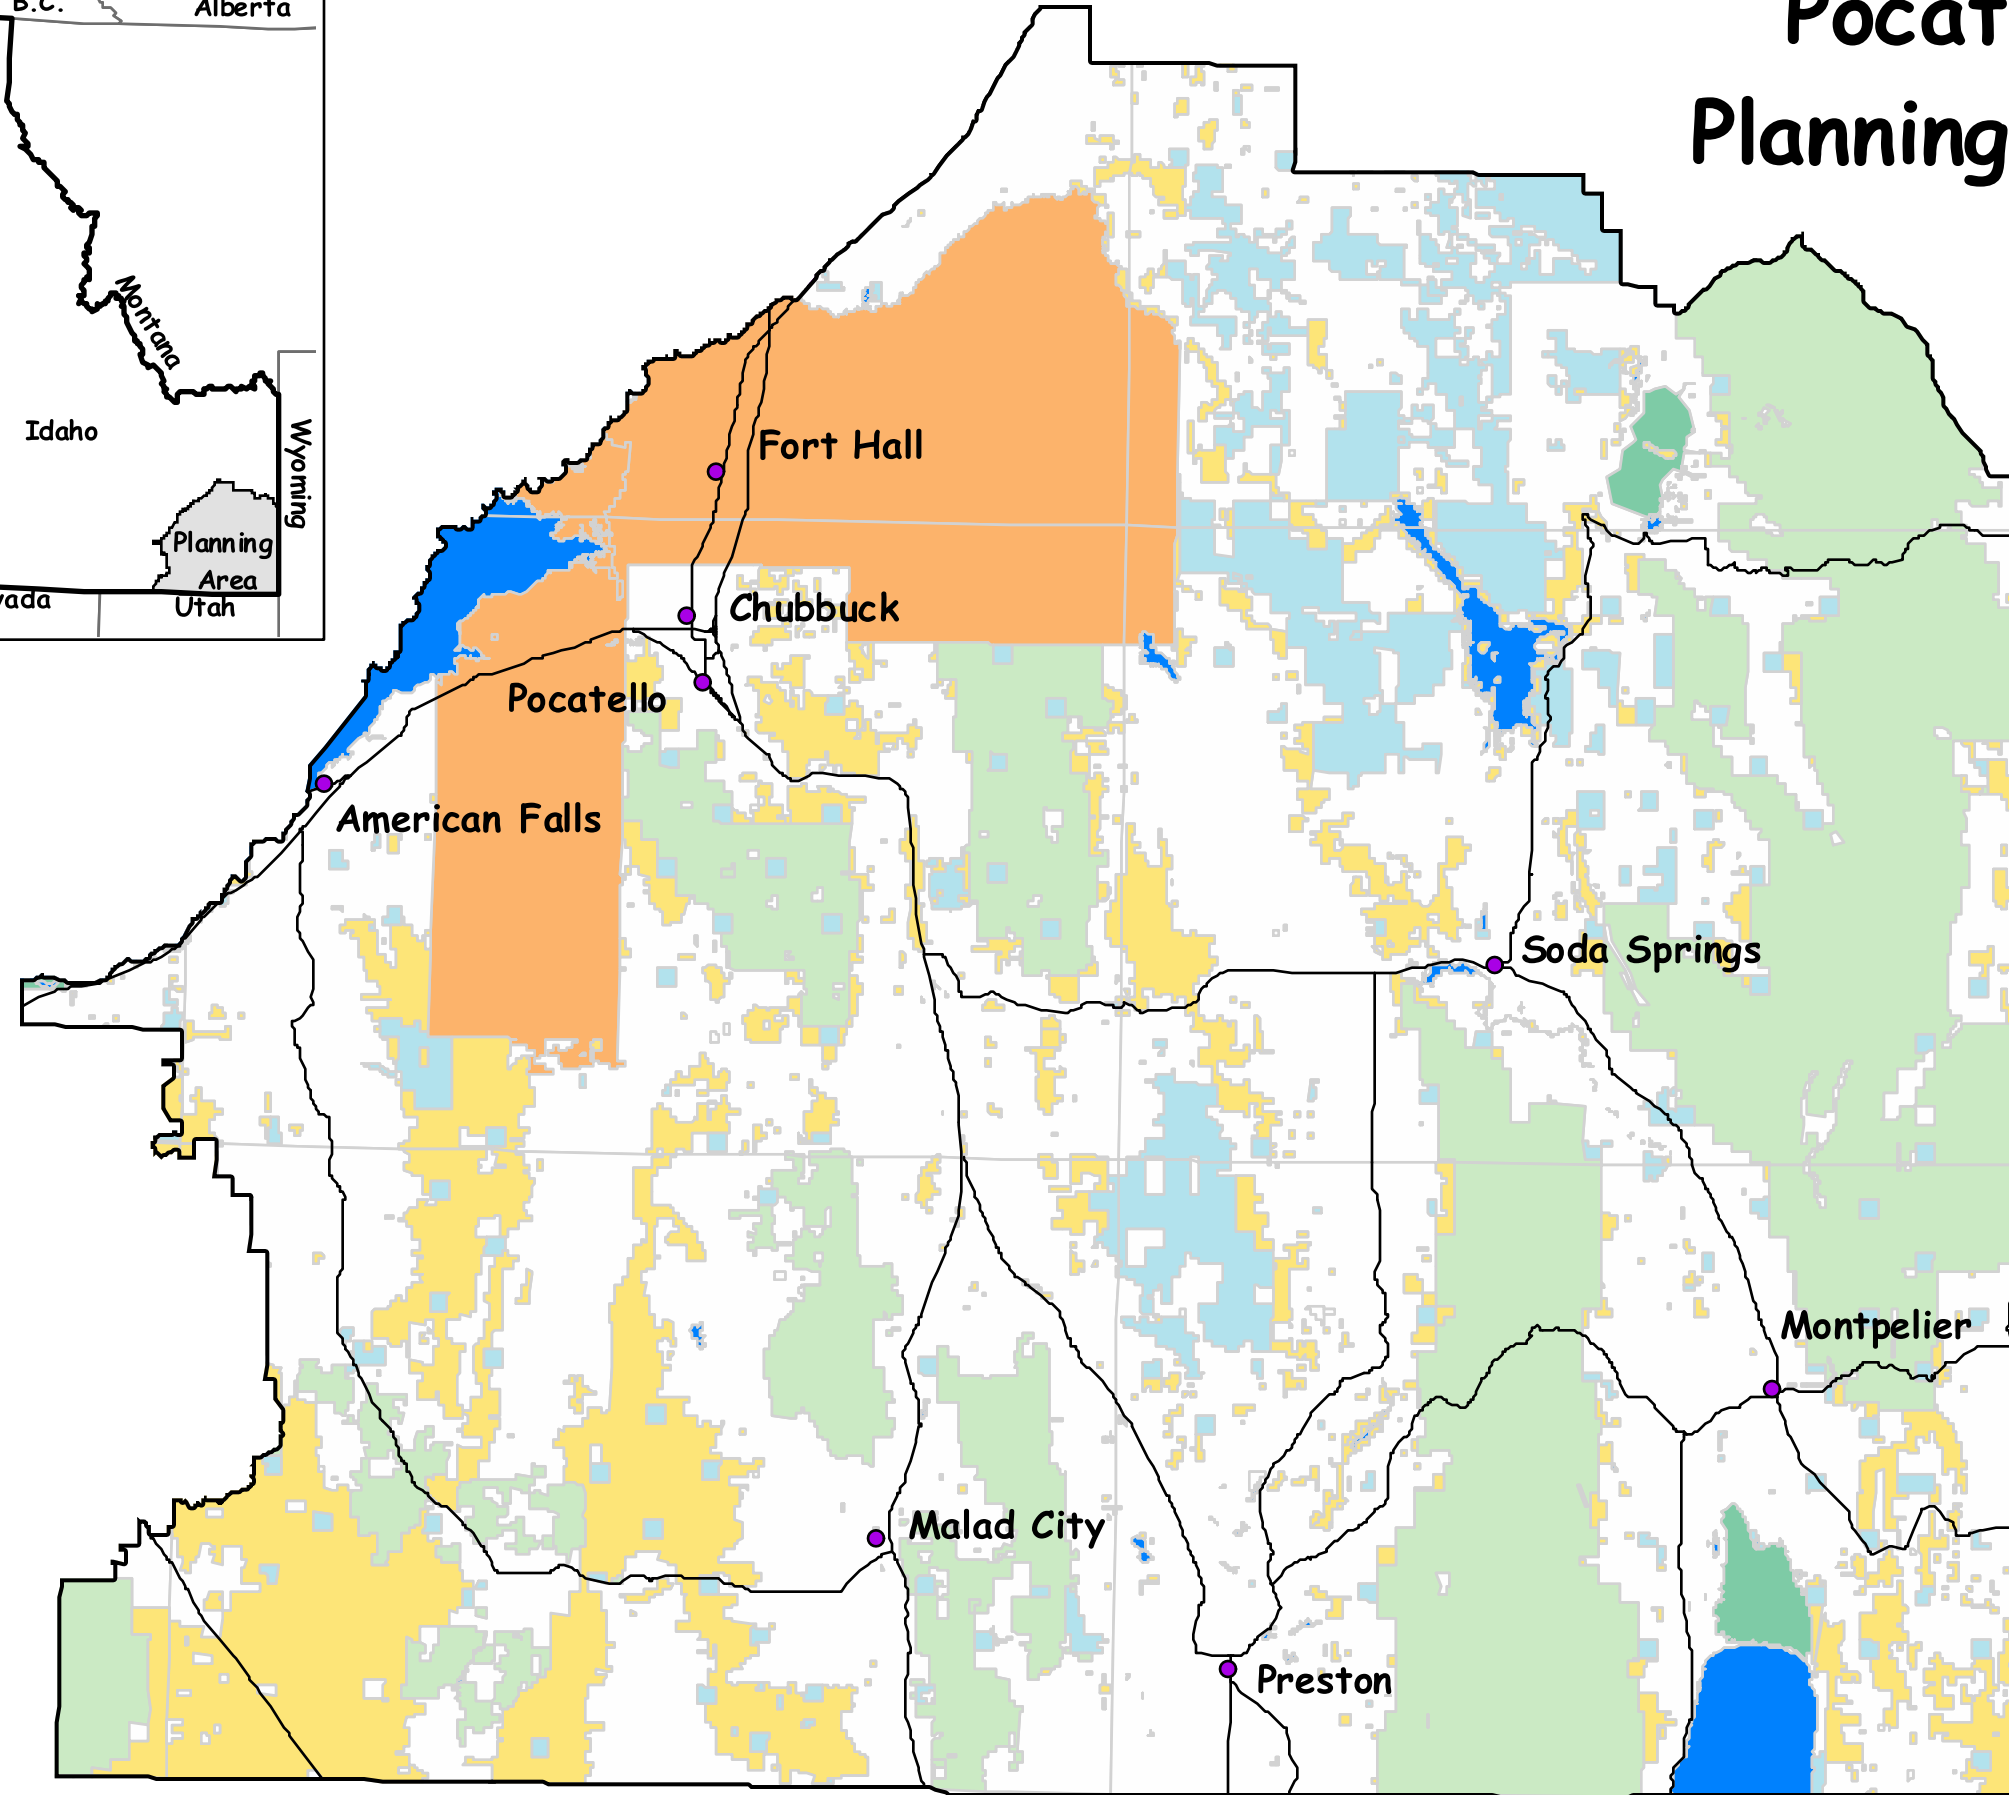 B.C.
Alberta
Montana
Idaho
Wyoming
Planning
Area
Utah
Planning
Fort Hall
Chubbuck
Pocatello
American Falls
Soda Springs
Montpelier
Malad City
Preston